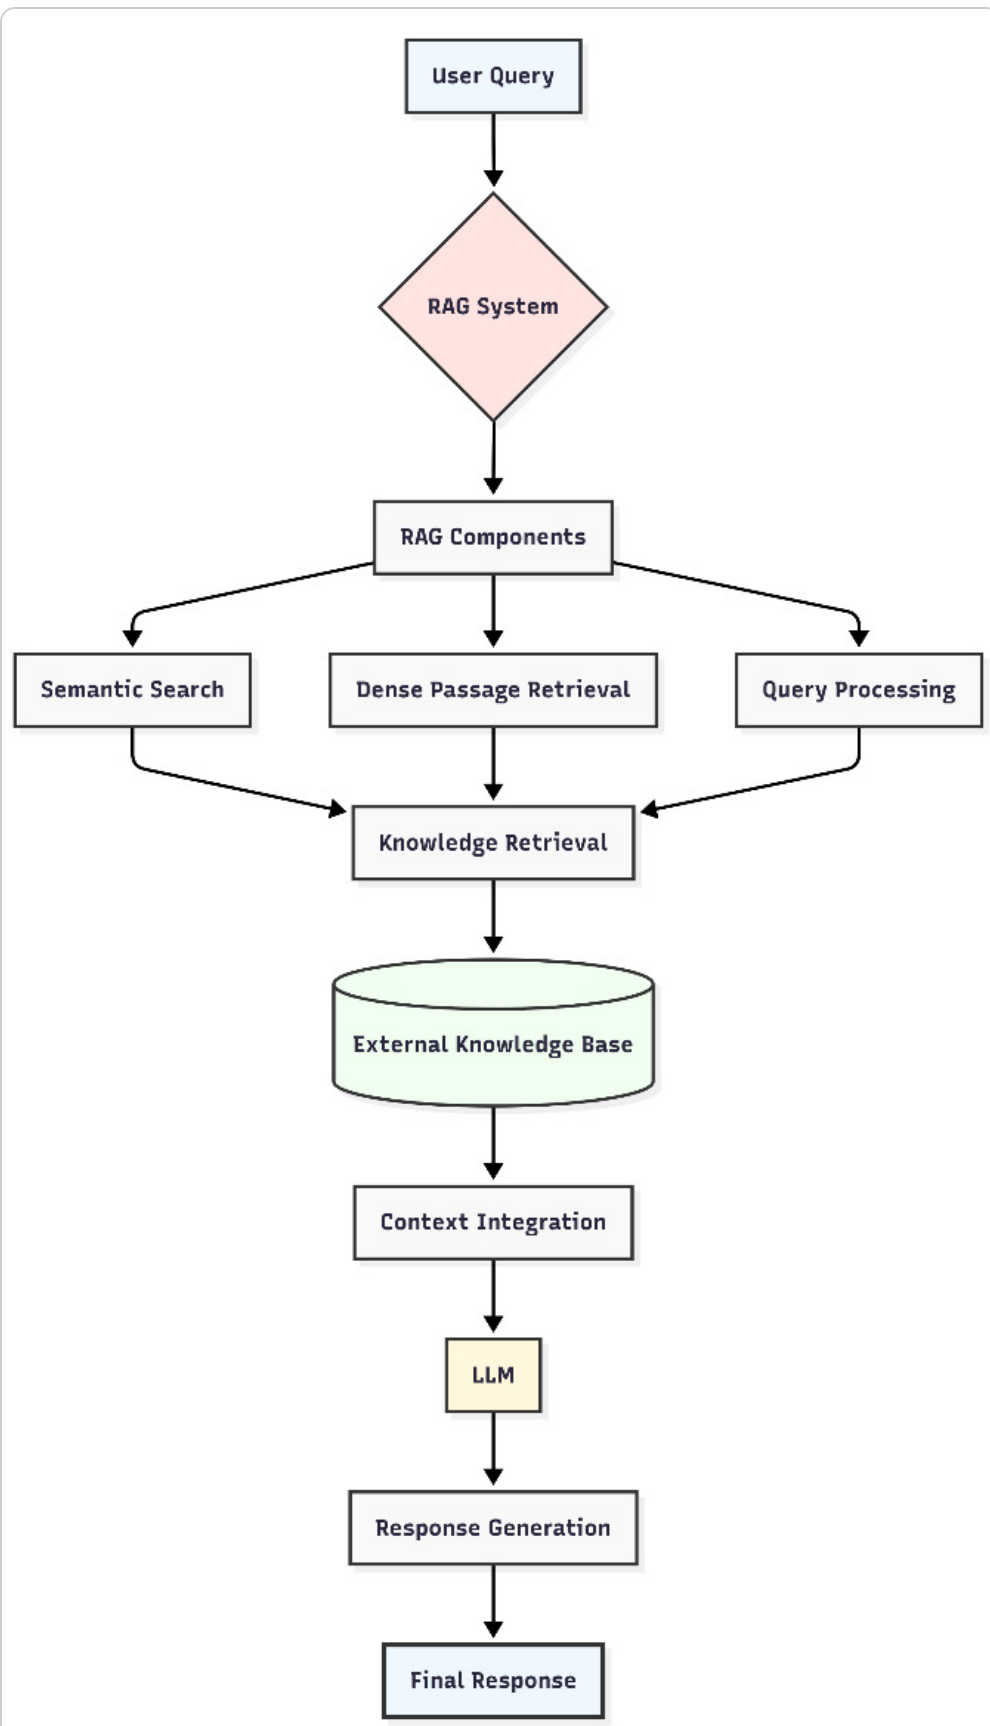 User Query
RAG System
RAG Components
Semantic Search
Dense Passage Retrieval
Query Processing
Knowledge Retrieval
External Knowledge Base
Context Integration
LLM
Response Generation
Final Response